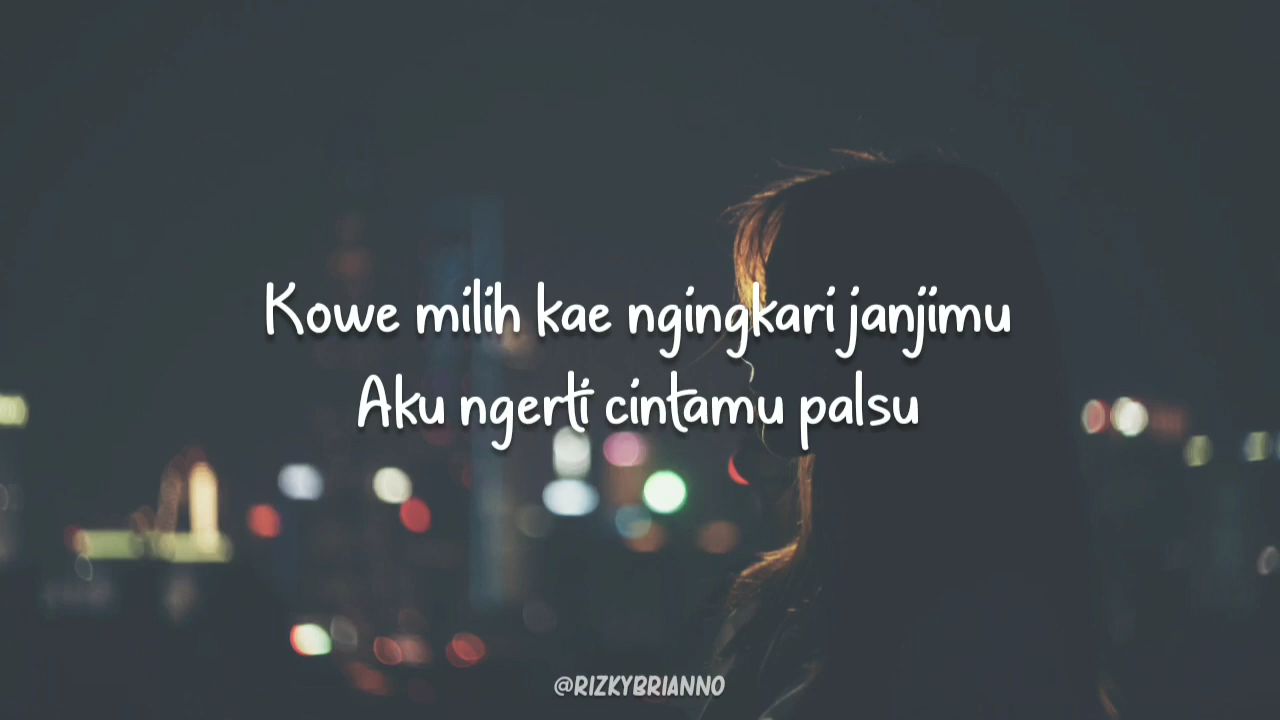 Kowe milih kae ngingkari janjimu
Aku ngerti cintamu palsu
@RIZKYBRIANNO